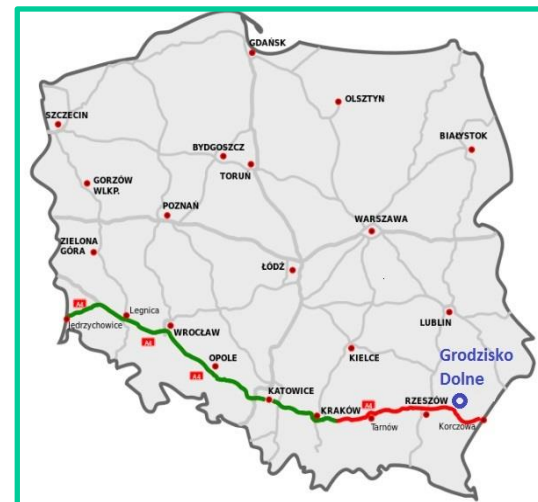 GDAŃSK
OLSZTYN
SZCZECIN
BIAŁYSTOK
BYDGOSZCZ
TORUŃ
GORZÓW
WLKP.
POZNAŃ
WARSZAWA
ZIELONA
GÓRA
ŁÓDŹ
A4
Legnica
Jędrzychowice
WROCŁAW
LUBLIN
A4
KIELCE
Grodzisko
Dolne
OPOLE
A4
KATOWICE
A4
RZESZÓW
KRAKÓW
Tarnów
Korczowa